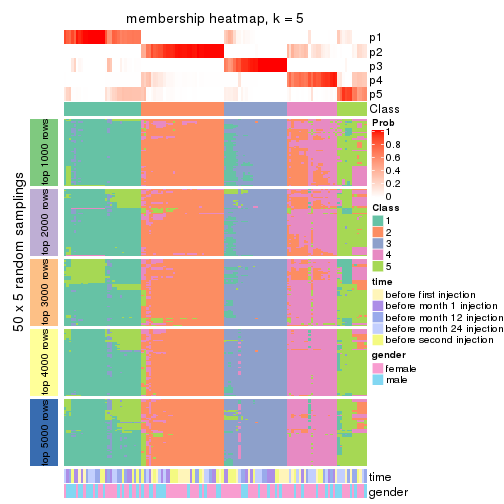 membership heatmap, k = 5
p1
p2
p3
p4
p5
Class
50 x 5 random samplings
top 1000 rows
top 2000 rows
top 3000 rows
top 4000 rows
top 5000 rows
time
gender
Prob
1
0.8
0.6
0.4
0.2
0
Class
1
2
3
4
5
time
before first injection
before month 1 injection
before month 12 injection
before month 24 injection
before second injection
gender
female
male